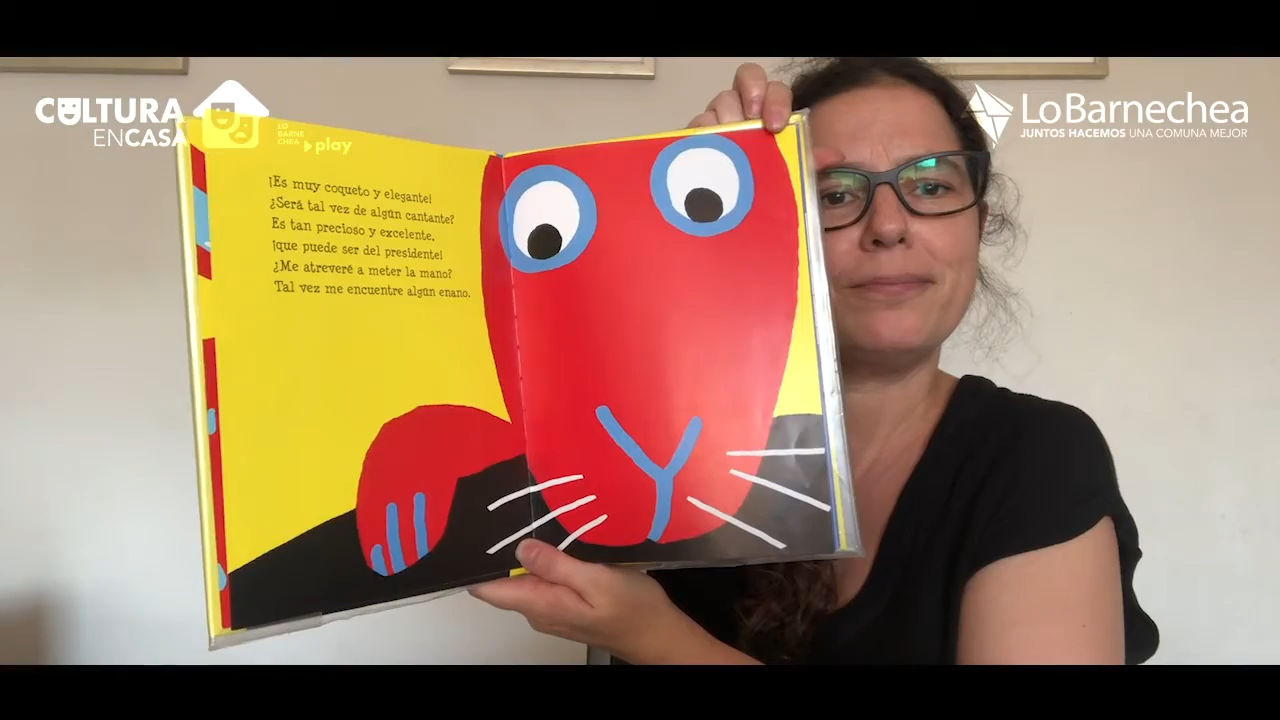 CULTURA
ENCASA
LO
BARNE
CHEA
play
LoBarnechea
JUNTOS HACEMOS UNA COMUNA MEJOR
¡Es muy coqueto y elegante!
¿Será tal vez de algún cantante?
Es tan precioso y excelente,
¡que puede ser del presidente!
¿Me atreveré a meter la mano?
Tal vez me encuentre algún enano.